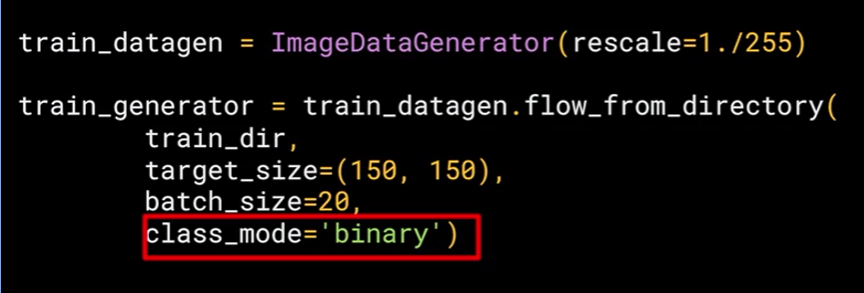 train_datagen = ImageDataGenerator(rescale=1./255)
train_generator = train_datagen.flow_from_directory(
train_dir,
target_size=(150, 150),
batch_size=20,
class_mode='binary')